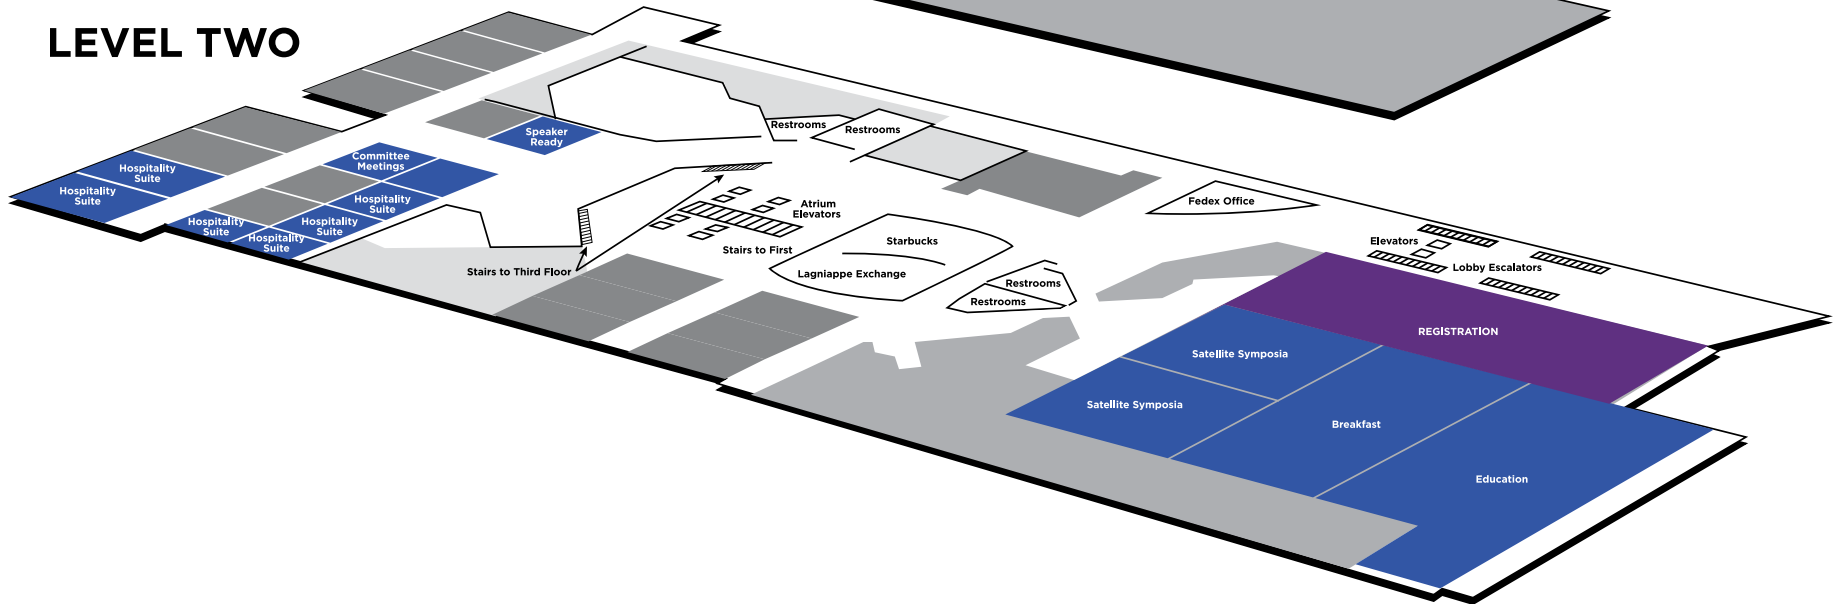 LEVEL TWO
Restrooms
Restrooms
Speaker
Ready
Committee
Meetings
Hospitality
Suite
Hospitality
Suite
Hospitality
Suite
Hospitality
Suite
Hospitality
Suite
Hospitality
Suite
Atrium
Elevators
Stairs to First
Stairs to Third Floor
Starbucks
Lagniappe Exchange
Restrooms
Restrooms
Fedex Office
Elevators
Lobby Escalators
REGISTRATION
Satellite Symposia
Satellite Symposia
Breakfast
Education